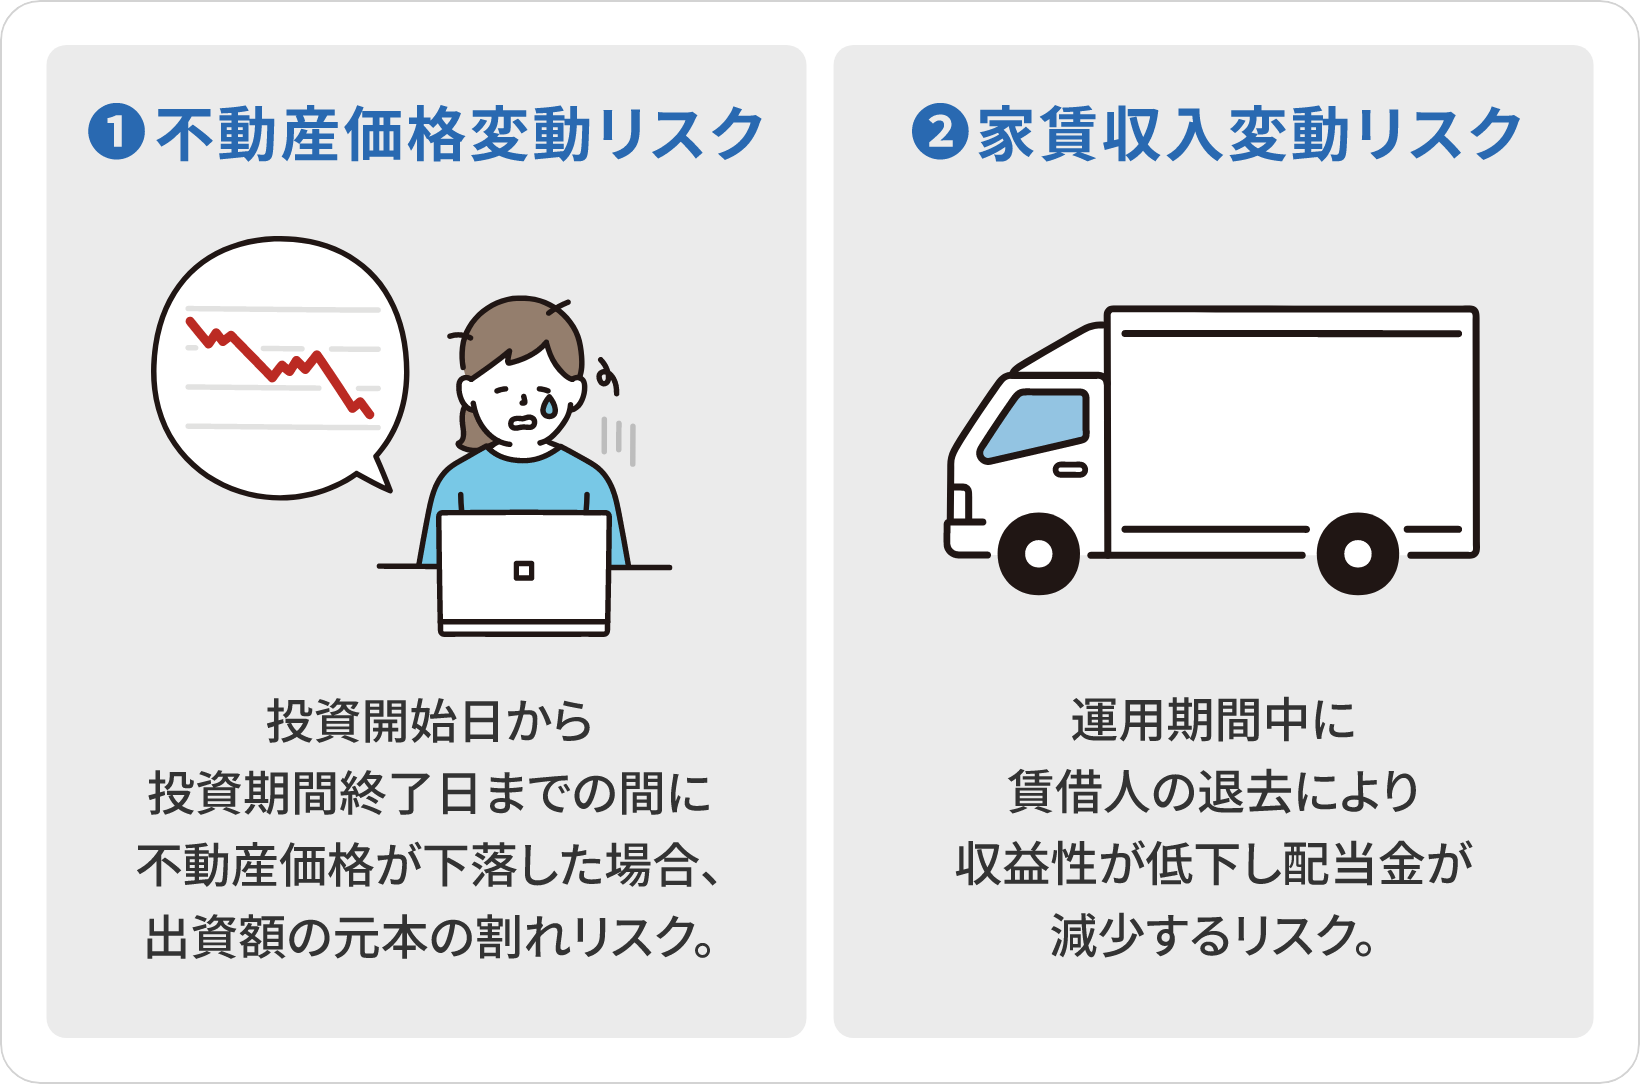 ❶不動産価格変動リスク
投資開始日から
投資期間終了日までの間に
不動産価格が下落した場合、
出資額の元本の割れリスク。
❷家賃収入変動リスク
運用期間中に
賃借人の退去により
収益性が低下し配当金が
減少するリスク。